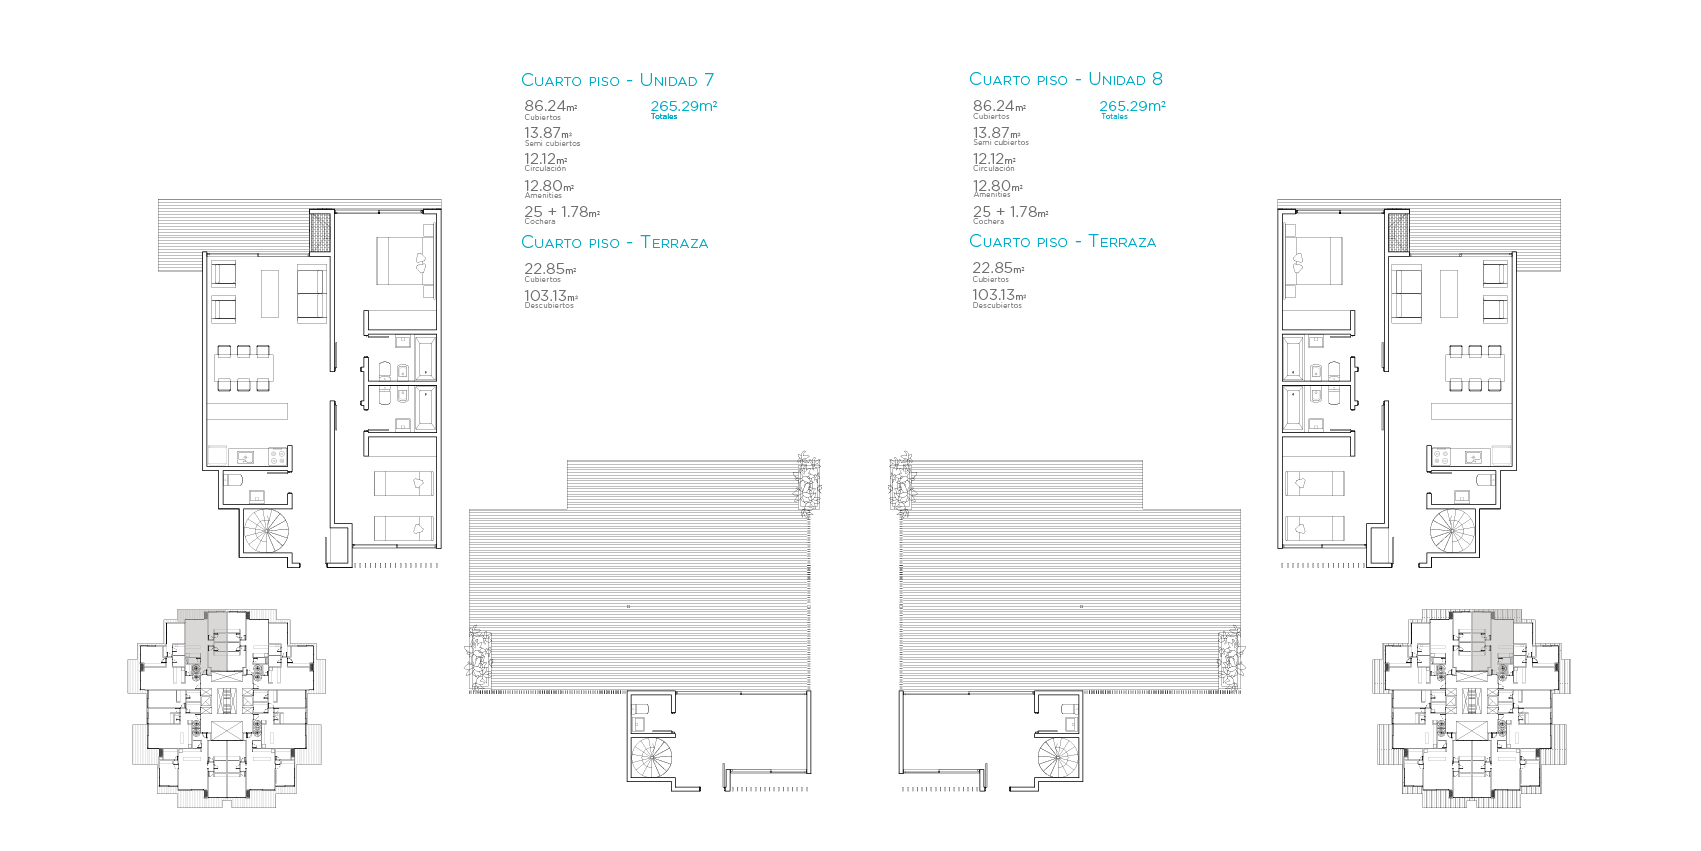 Cuarto piso - Unidad 7
86.24m²
Cubiertos
265.29m²
Totales
13.87m²
Semi cubiertos
12.12m²
Circulación
12.80m²
Amenities
25 + 1.78m²
Cochera
Cuarto piso - Terraza
22.85m²
Cubiertos
103.13m²
Descubiertos
Cuarto piso - Unidad 8
86.24m²
Cubiertos
265.29m²
Totales
13.87m²
Semi cubiertos
12.12m²
Circulación
12.80m²
Amenities
25 + 1.78m²
Cochera
Cuarto piso - Terraza
22.85m²
Cubiertos
103.13m²
Descubiertos